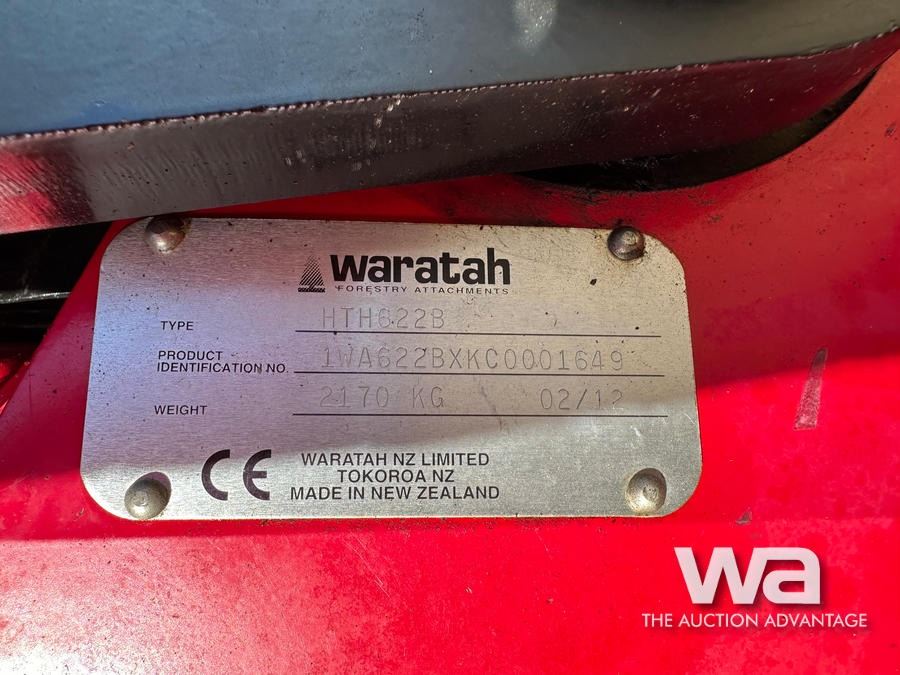 waratah
FORESTRY ATTACHMENTS
TYPE HTH622B
PRODUCT
IDENTIFICATION NO. 1WA622BXKC0001649
WEIGHT 2170 KG 02/12
CE WARATAH NZ LIMITED
TOKOROA NZ
MADE IN NEW ZEALAND
wa
THE AUCTION ADVANTAGE